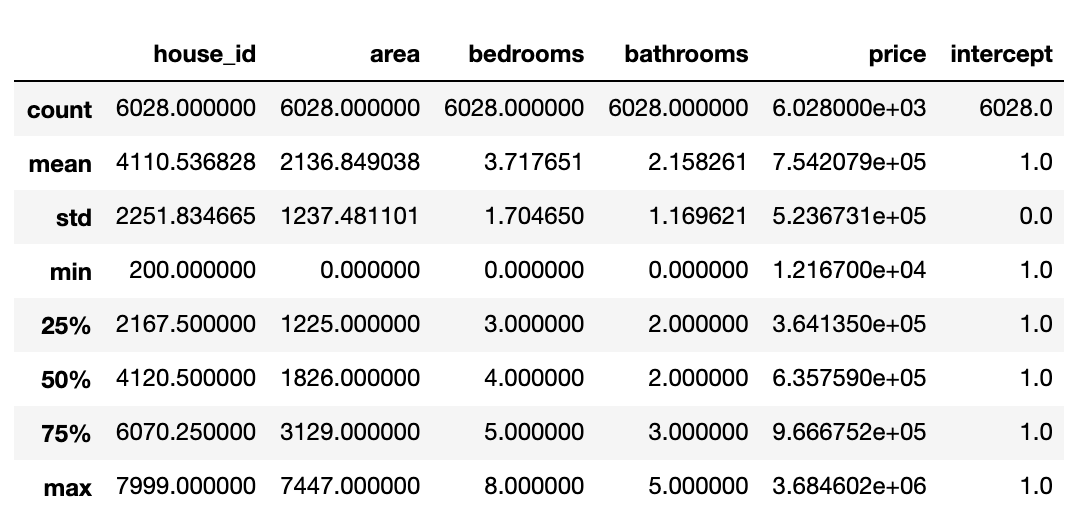 house_id area bedrooms bathrooms price intercept
count 6028.000000 6028.000000 6028.000000 6028.000000 6.028000e+03 6028.0
mean 4110.536828 2136.849038 3.717651 2.158261 7.542079e+05 1.0
std 2251.834665 1237.481101 1.704650 1.169621 5.236731e+05 0.0
min 200.000000 0.000000 0.000000 0.000000 1.216700e+04 1.0
25% 2167.500000 1225.000000 3.000000 2.000000 3.641350e+05 1.0
50% 4120.500000 1826.000000 4.000000 2.000000 6.357590e+05 1.0
75% 6070.250000 3129.000000 5.000000 3.000000 9.666752e+05 1.0
max 7999.000000 7447.000000 8.000000 5.000000 3.684602e+06 1.0